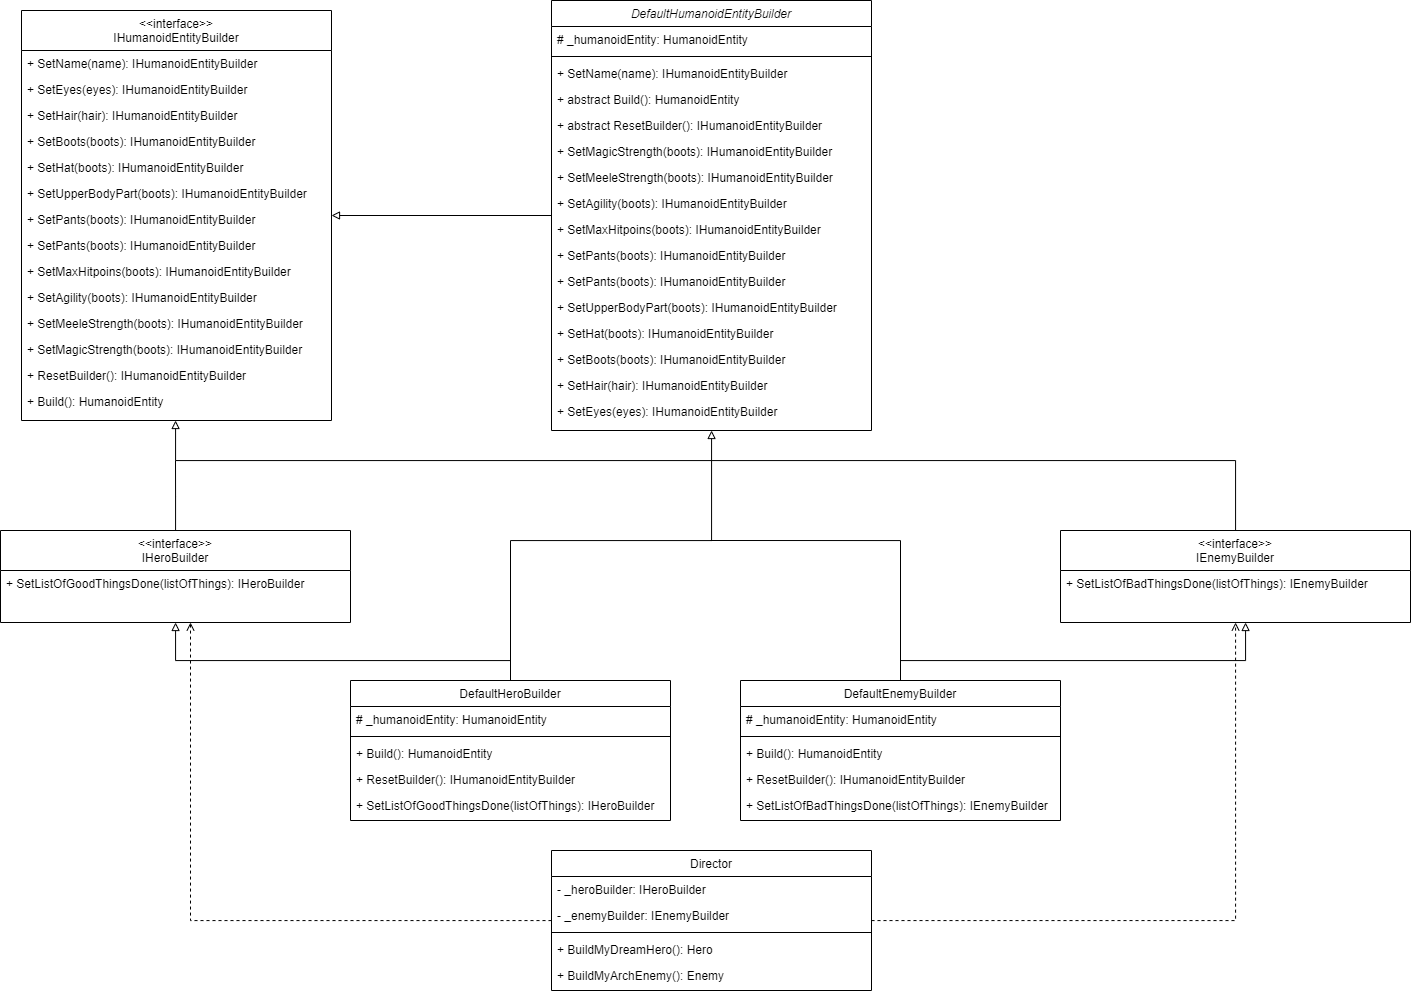 <<interface>>
IHumanoidEntityBuilder
+ SetName(name): IHumanoidEntityBuilder
+ SetEyes(eyes): IHumanoidEntityBuilder
+ SetHair(hair): IHumanoidEntityBuilder
+ SetBoots(boots): IHumanoidEntityBuilder
+ SetHat(boots): IHumanoidEntityBuilder
+ SetUpperBodyPart(boots): IHumanoidEntityBuilder
+ SetPants(boots): IHumanoidEntityBuilder
+ SetPants(boots): IHumanoidEntityBuilder
+ SetMaxHitpoins(boots): IHumanoidEntityBuilder
+ SetAgility(boots): IHumanoidEntityBuilder
+ SetMeeleStrength(boots): IHumanoidEntityBuilder
+ SetMagicStrength(boots): IHumanoidEntityBuilder
+ ResetBuilder(): IHumanoidEntityBuilder
+ Build(): HumanoidEntity
DefaultHumanoidEntityBuilder
# _humanoidEntity: HumanoidEntity
+ SetName(name): IHumanoidEntityBuilder
+ abstract Build(): HumanoidEntity
+ abstract ResetBuilder(): IHumanoidEntityBuilder
+ SetMagicStrength(boots): IHumanoidEntityBuilder
+ SetMeeleStrength(boots): IHumanoidEntityBuilder
+ SetAgility(boots): IHumanoidEntityBuilder
+ SetMaxHitpoins(boots): IHumanoidEntityBuilder
+ SetPants(boots): IHumanoidEntityBuilder
+ SetPants(boots): IHumanoidEntityBuilder
+ SetUpperBodyPart(boots): IHumanoidEntityBuilder
+ SetHat(boots): IHumanoidEntityBuilder
+ SetBoots(boots): IHumanoidEntityBuilder
+ SetHair(hair): IHumanoidEntityBuilder
+ SetEyes(eyes): IHumanoidEntityBuilder
<<interface>>
IHeroBuilder
+ SetListOfGoodThingsDone(listOfThings): IHeroBuilder
<<interface>>
IEnemyBuilder
+ SetListOfBadThingsDone(listOfThings): IEnemyBuilder
DefaultHeroBuilder
# _humanoidEntity: HumanoidEntity
+ Build(): HumanoidEntity
+ ResetBuilder(): IHumanoidEntityBuilder
+ SetListOfGoodThingsDone(listOfThings): IHeroBuilder
DefaultEnemyBuilder
# _humanoidEntity: HumanoidEntity
+ Build(): HumanoidEntity
+ ResetBuilder(): IHumanoidEntityBuilder
+ SetListOfBadThingsDone(listOfThings): IEnemyBuilder
Director
- _heroBuilder: IHeroBuilder
- _enemyBuilder: IEnemyBuilder
+ BuildMyDreamHero(): Hero
+ BuildMyArchEnemy(): Enemy